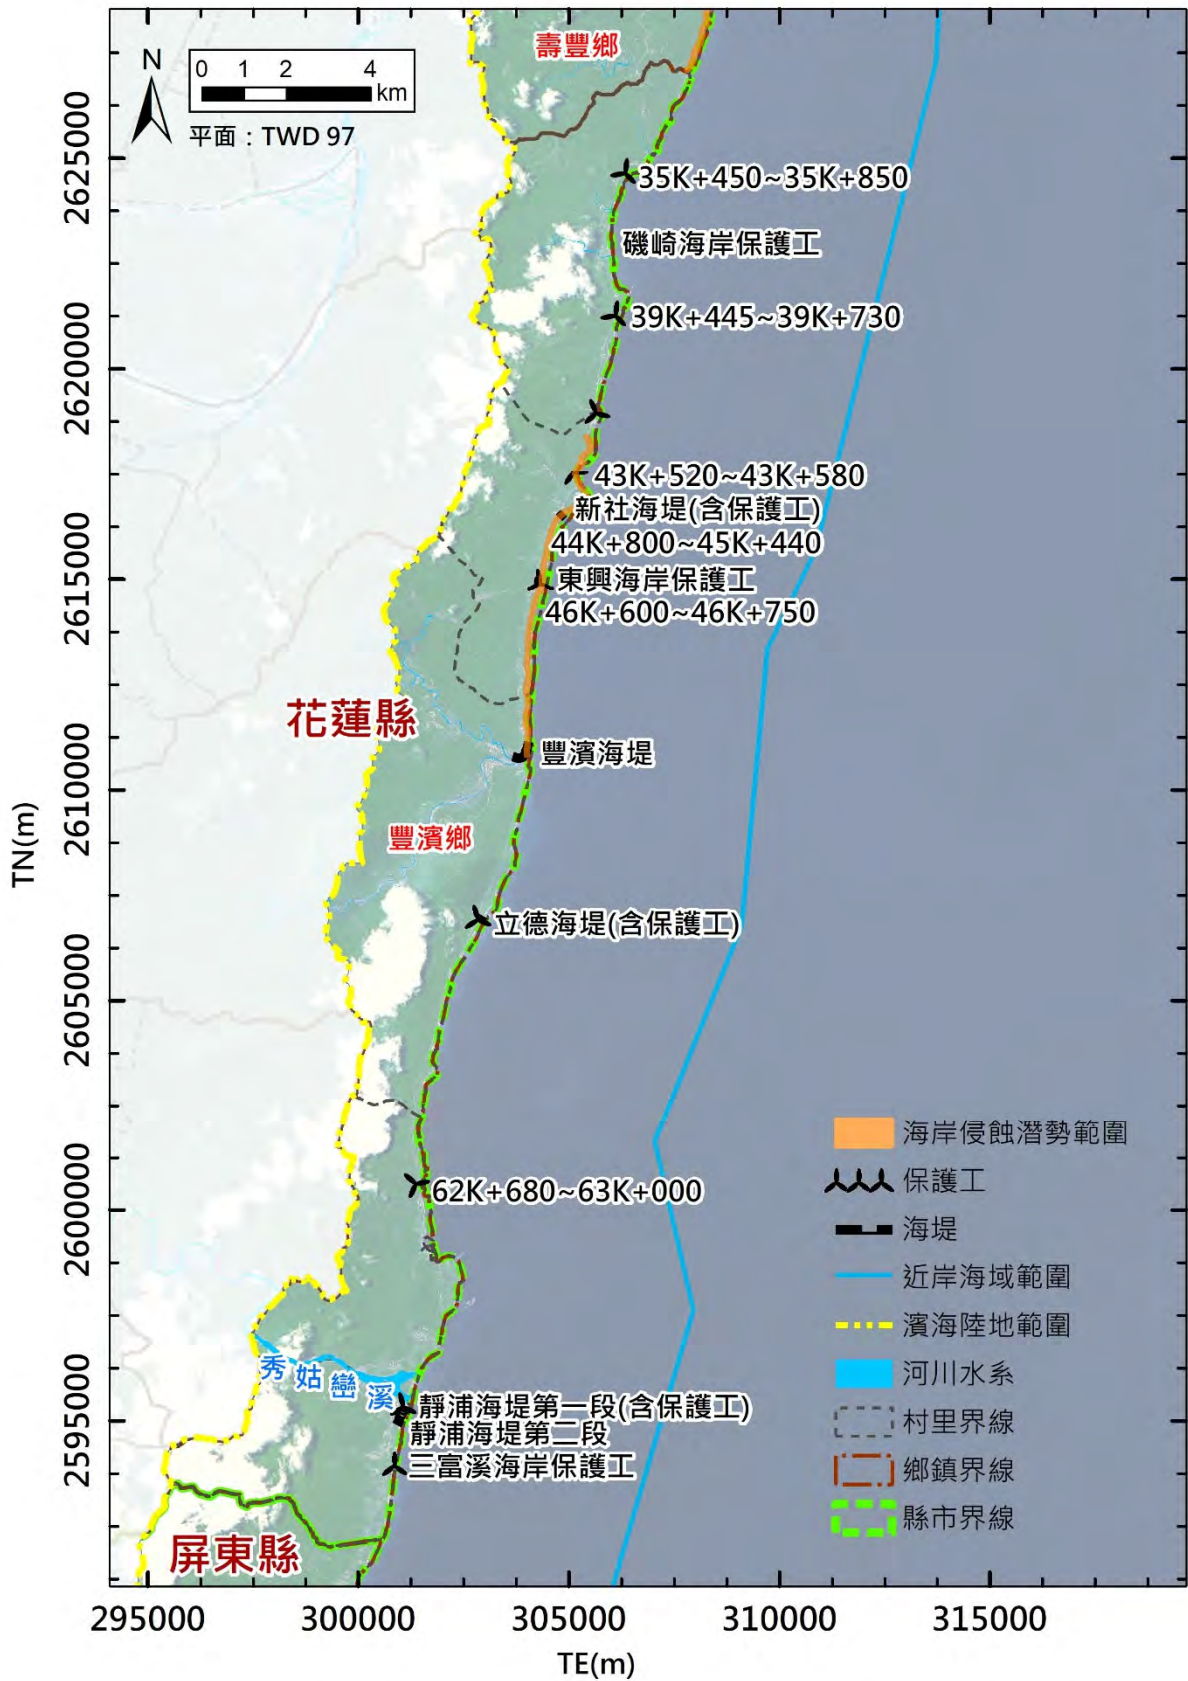 壽豐鄉
N
0 1 2 4
km
平面：TWD 97
35K+450~35K+850
磯崎海岸保護工
39K+445~39K+730
43K+520~43K+580
新社海堤(含保護工)
44K+800~45K+440
東興海岸保護工
46K+600~46K+750
花蓮縣
豐濱海堤
豐濱鄉
立德海堤(含保護工)
62K+680~63K+000
秀姑巒溪
靜浦海堤第一段(含保護工)
靜浦海堤第二段
三富溪海岸保護工
屏東縣
海岸侵蝕潛勢範圍
保護工
海堤
近岸海域範圍
濱海陸地範圍
河川水系
村里界線
鄉鎮界線
縣市界線
2625000
2620000
2615000
2610000
2605000
2600000
2595000
TN(m)
295000 300000 305000 310000 315000
TE(m)